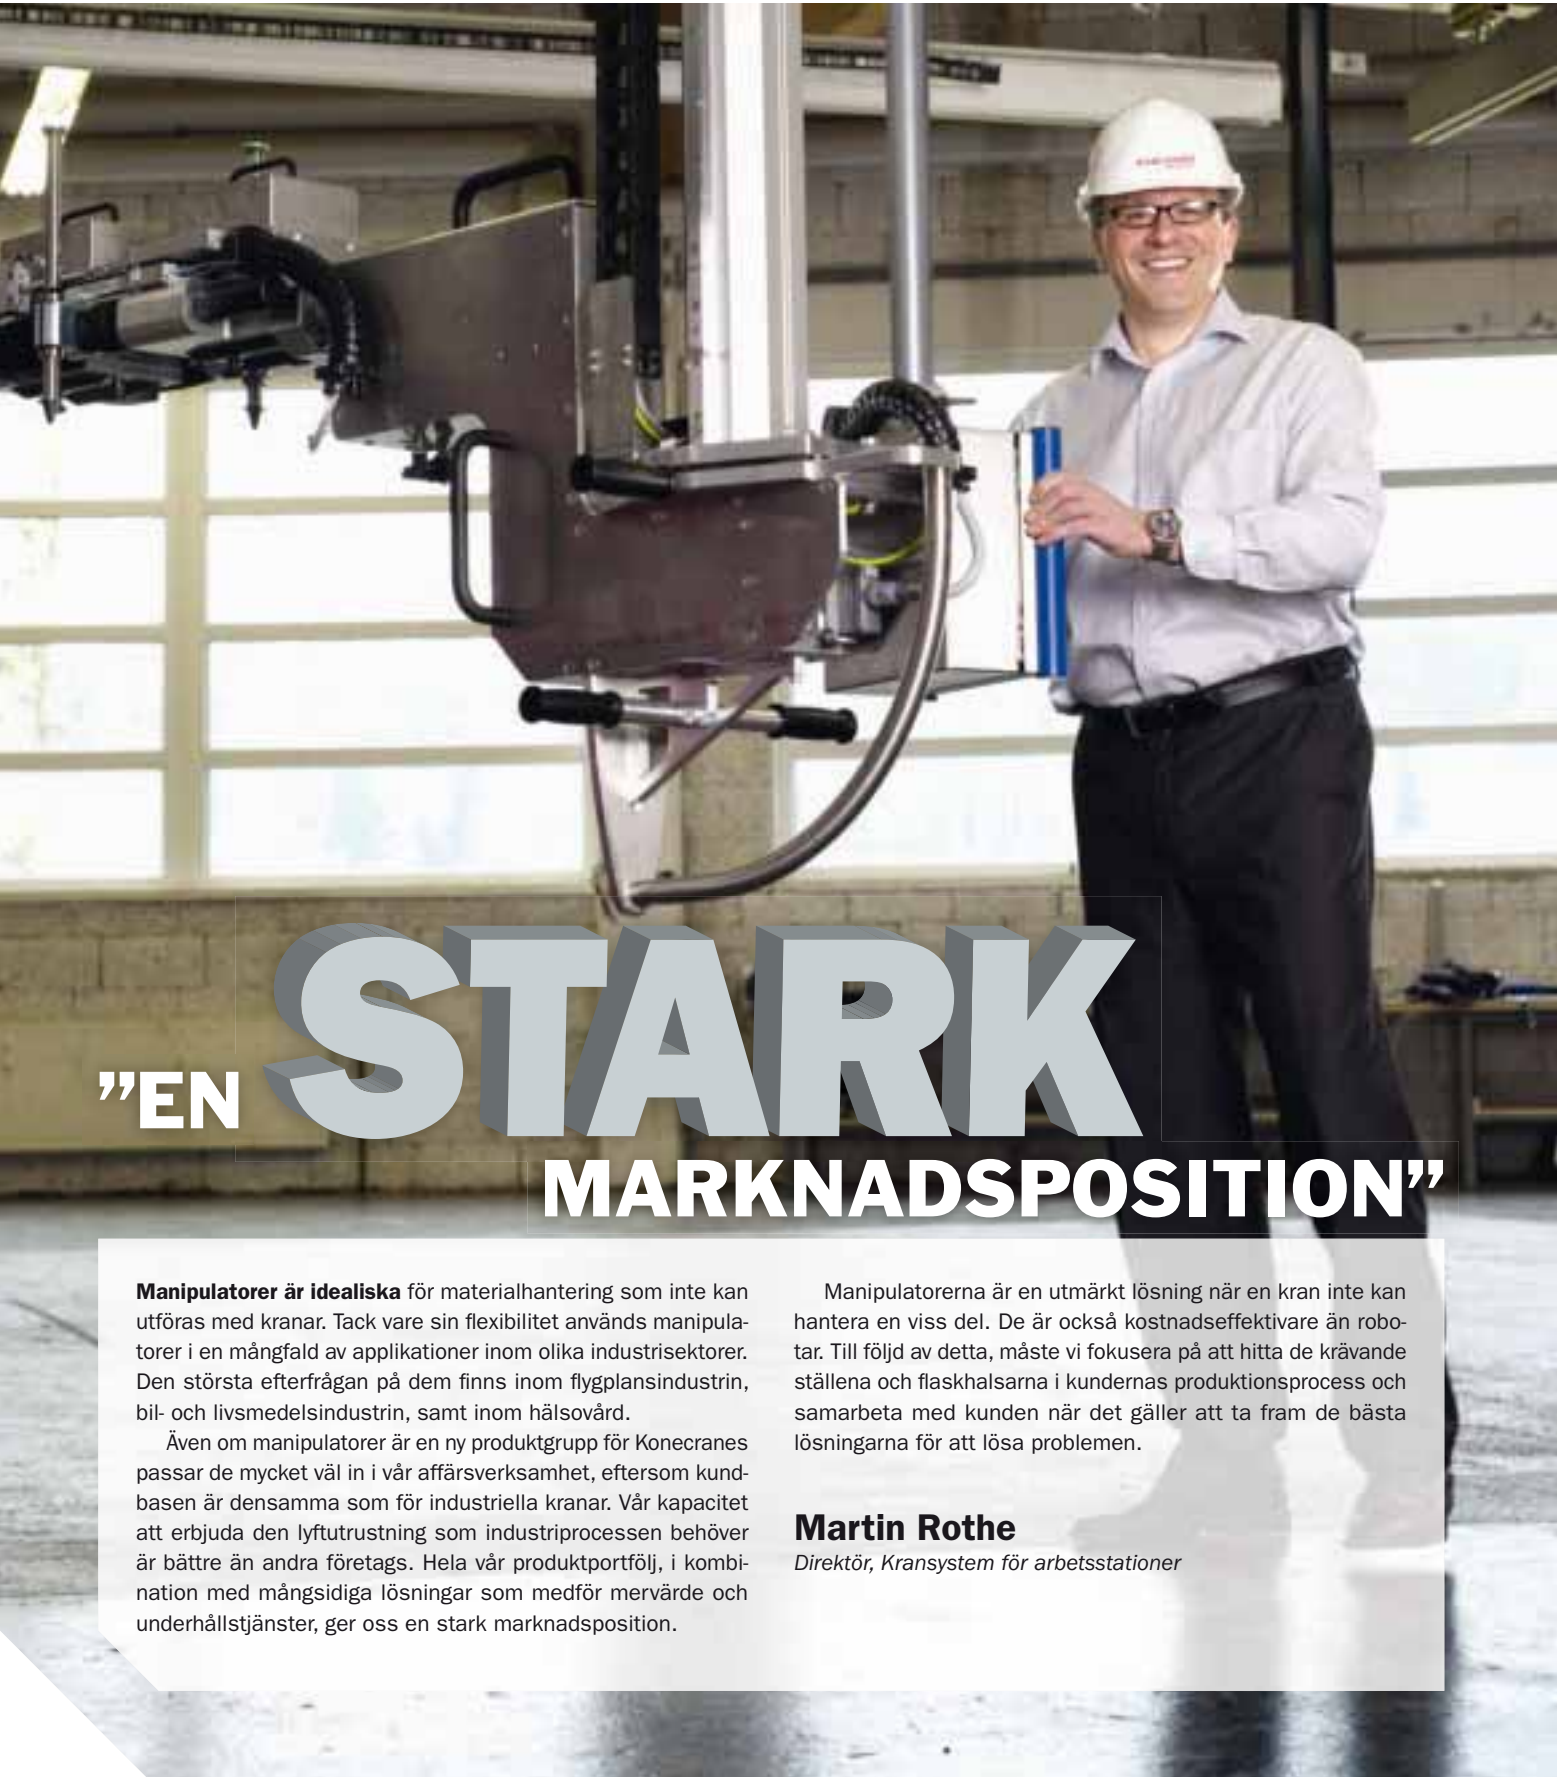 ”EN STARK
MARKNADSPOSITION”
Manipulatorer är idealiska för materialhantering som inte kan
utföras med kranar. Tack vare sin flexibilitet används manipula-
torer i en mångfald av applikationer inom olika industrisektorer.
Den största efterfrågan på dem finns inom flygplansindustrin,
bil- och livsmedelsindustrin, samt inom hälsovård.
Även om manipulatorer är en ny produktgrupp för Konecranes
passar de mycket väl in i vår affärsverksamhet, eftersom kund-
basen är densamma som för industriella kranar. Vår kapacitet
att erbjuda den lyftutrustning som industriprocessen behöver
är bättre än andra företags. Hela vår produktportfölj, i kombi-
nation med mångsidiga lösningar som medför mervärde och
underhållstjänster, ger oss en stark marknadsposition.
Manipulatorerna är en utmärkt lösning när en kran inte kan
hantera en viss del. De är också kostnadseffektivare än robo-
tar. Till följd av detta, måste vi fokusera på att hitta de krävande
ställena och flaskhalsarna i kundernas produktionsprocess och
samarbeta med kunden när det gäller att ta fram de bästa
lösningarna för att lösa problemen.
Martin Rothe
Direktör, Kransystem för arbetsstationer